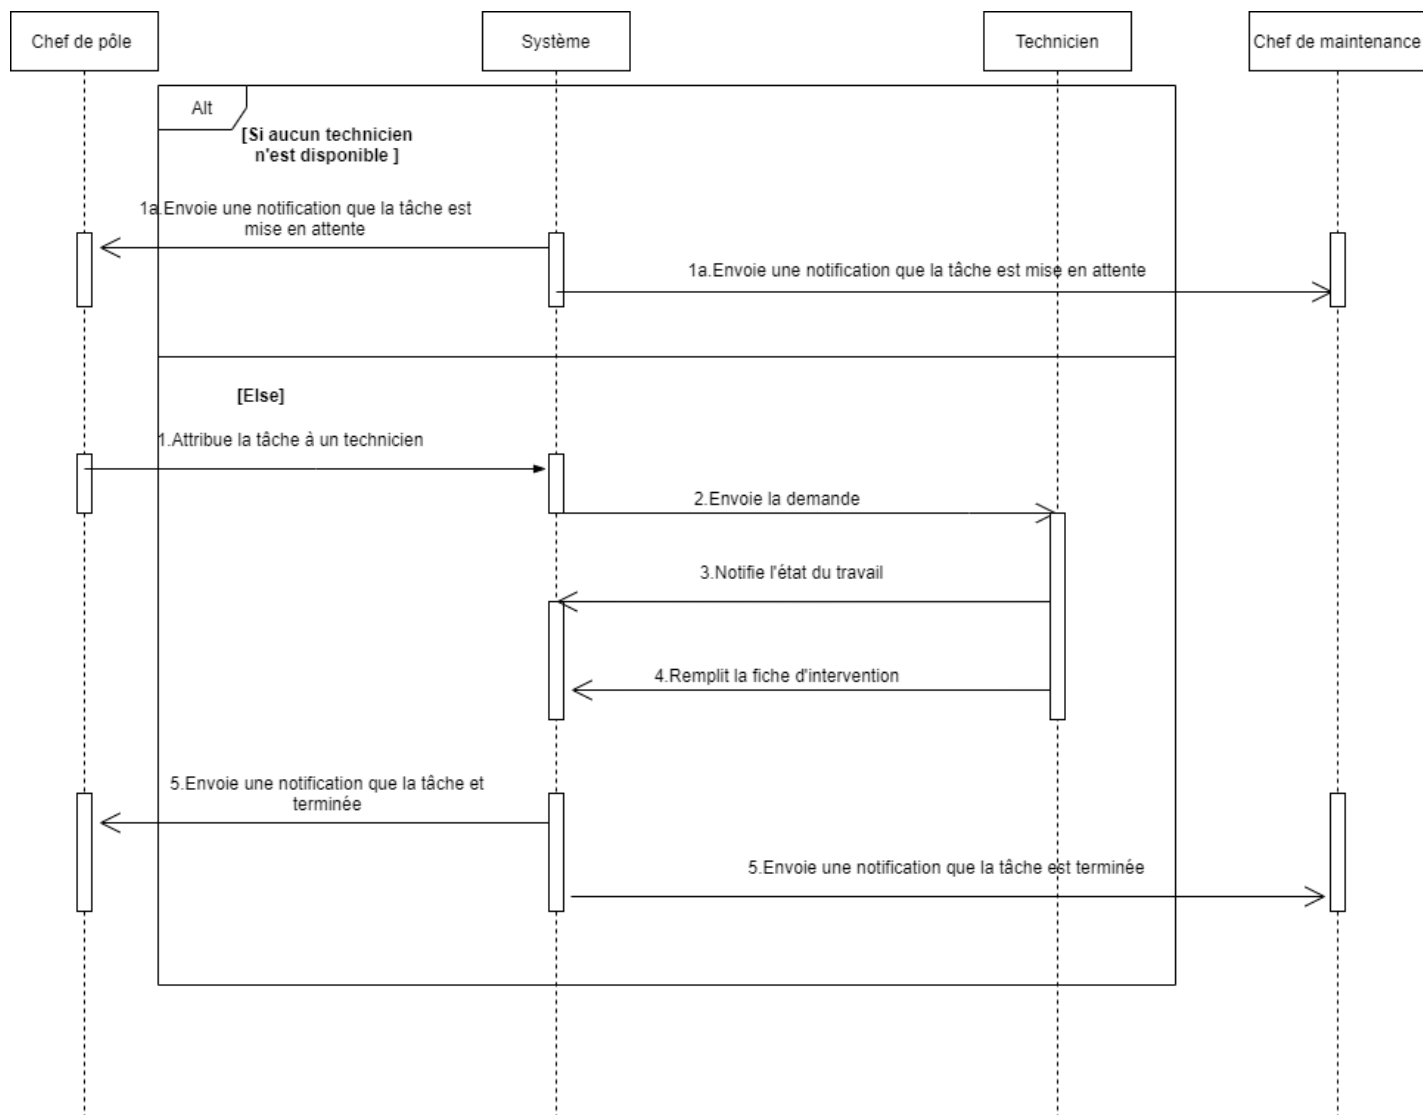 Chef de pôle
Système
Technicien
Chef de maintenance
Alt
[Si aucun technicien
n'est disponible ]
1a.Envoie une notification que la tâche est
mise en attente
1a.Envoie une notification que la tâche est mise en attente
[Else]
1.Attribue la tâche à un technicien
2.Envoie la demande
3.Notifie l'état du travail
4.Remplit la fiche d'intervention
5.Envoie une notification que la tâche et
terminée
5.Envoie une notification que la tâche est terminée